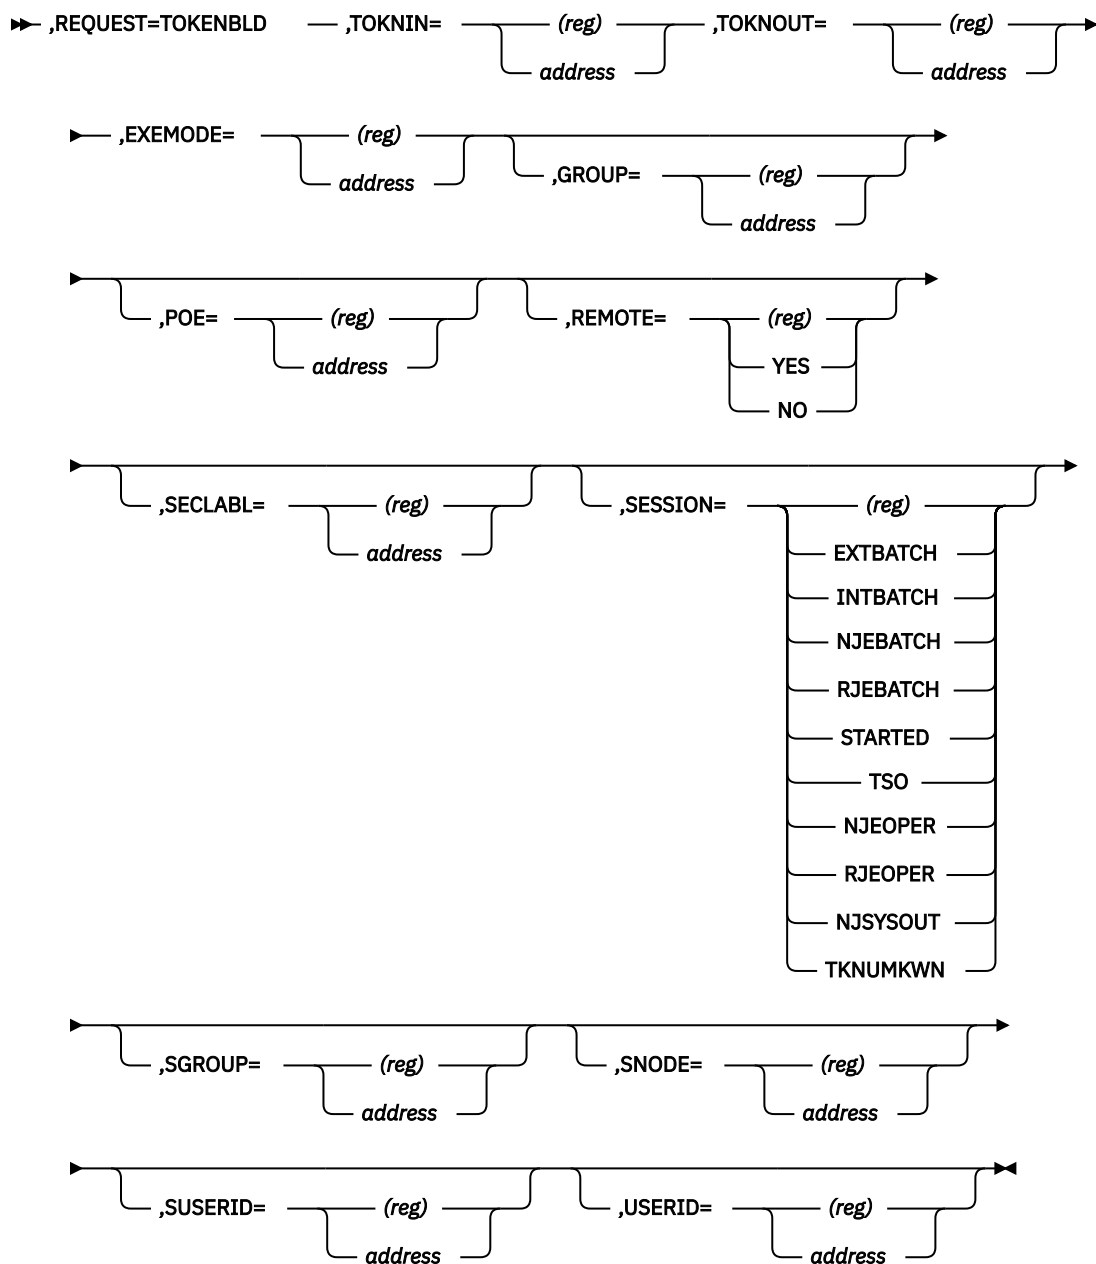 ,REQUEST=TOKENBLD ,TOKNIN= (reg) ,TOKNOUT= (reg)
address address
,EXEMODE= (reg)
address ,GROUP= (reg)
address
,POE= (reg) ,REMOTE= (reg)
address YES
NO
,SECLABL= (reg) ,SESSION= (reg)
address EXTBATCH
INTBATCH
NJEBATCH
RJEBATCH
STARTED
TSO
NJEOPER
RJEOPER
NJSYSOUT
TKNUMKWN
,SGROUP= (reg) ,SNODE= (reg)
address address
,SUSERID= (reg) ,USERID= (reg)
address address